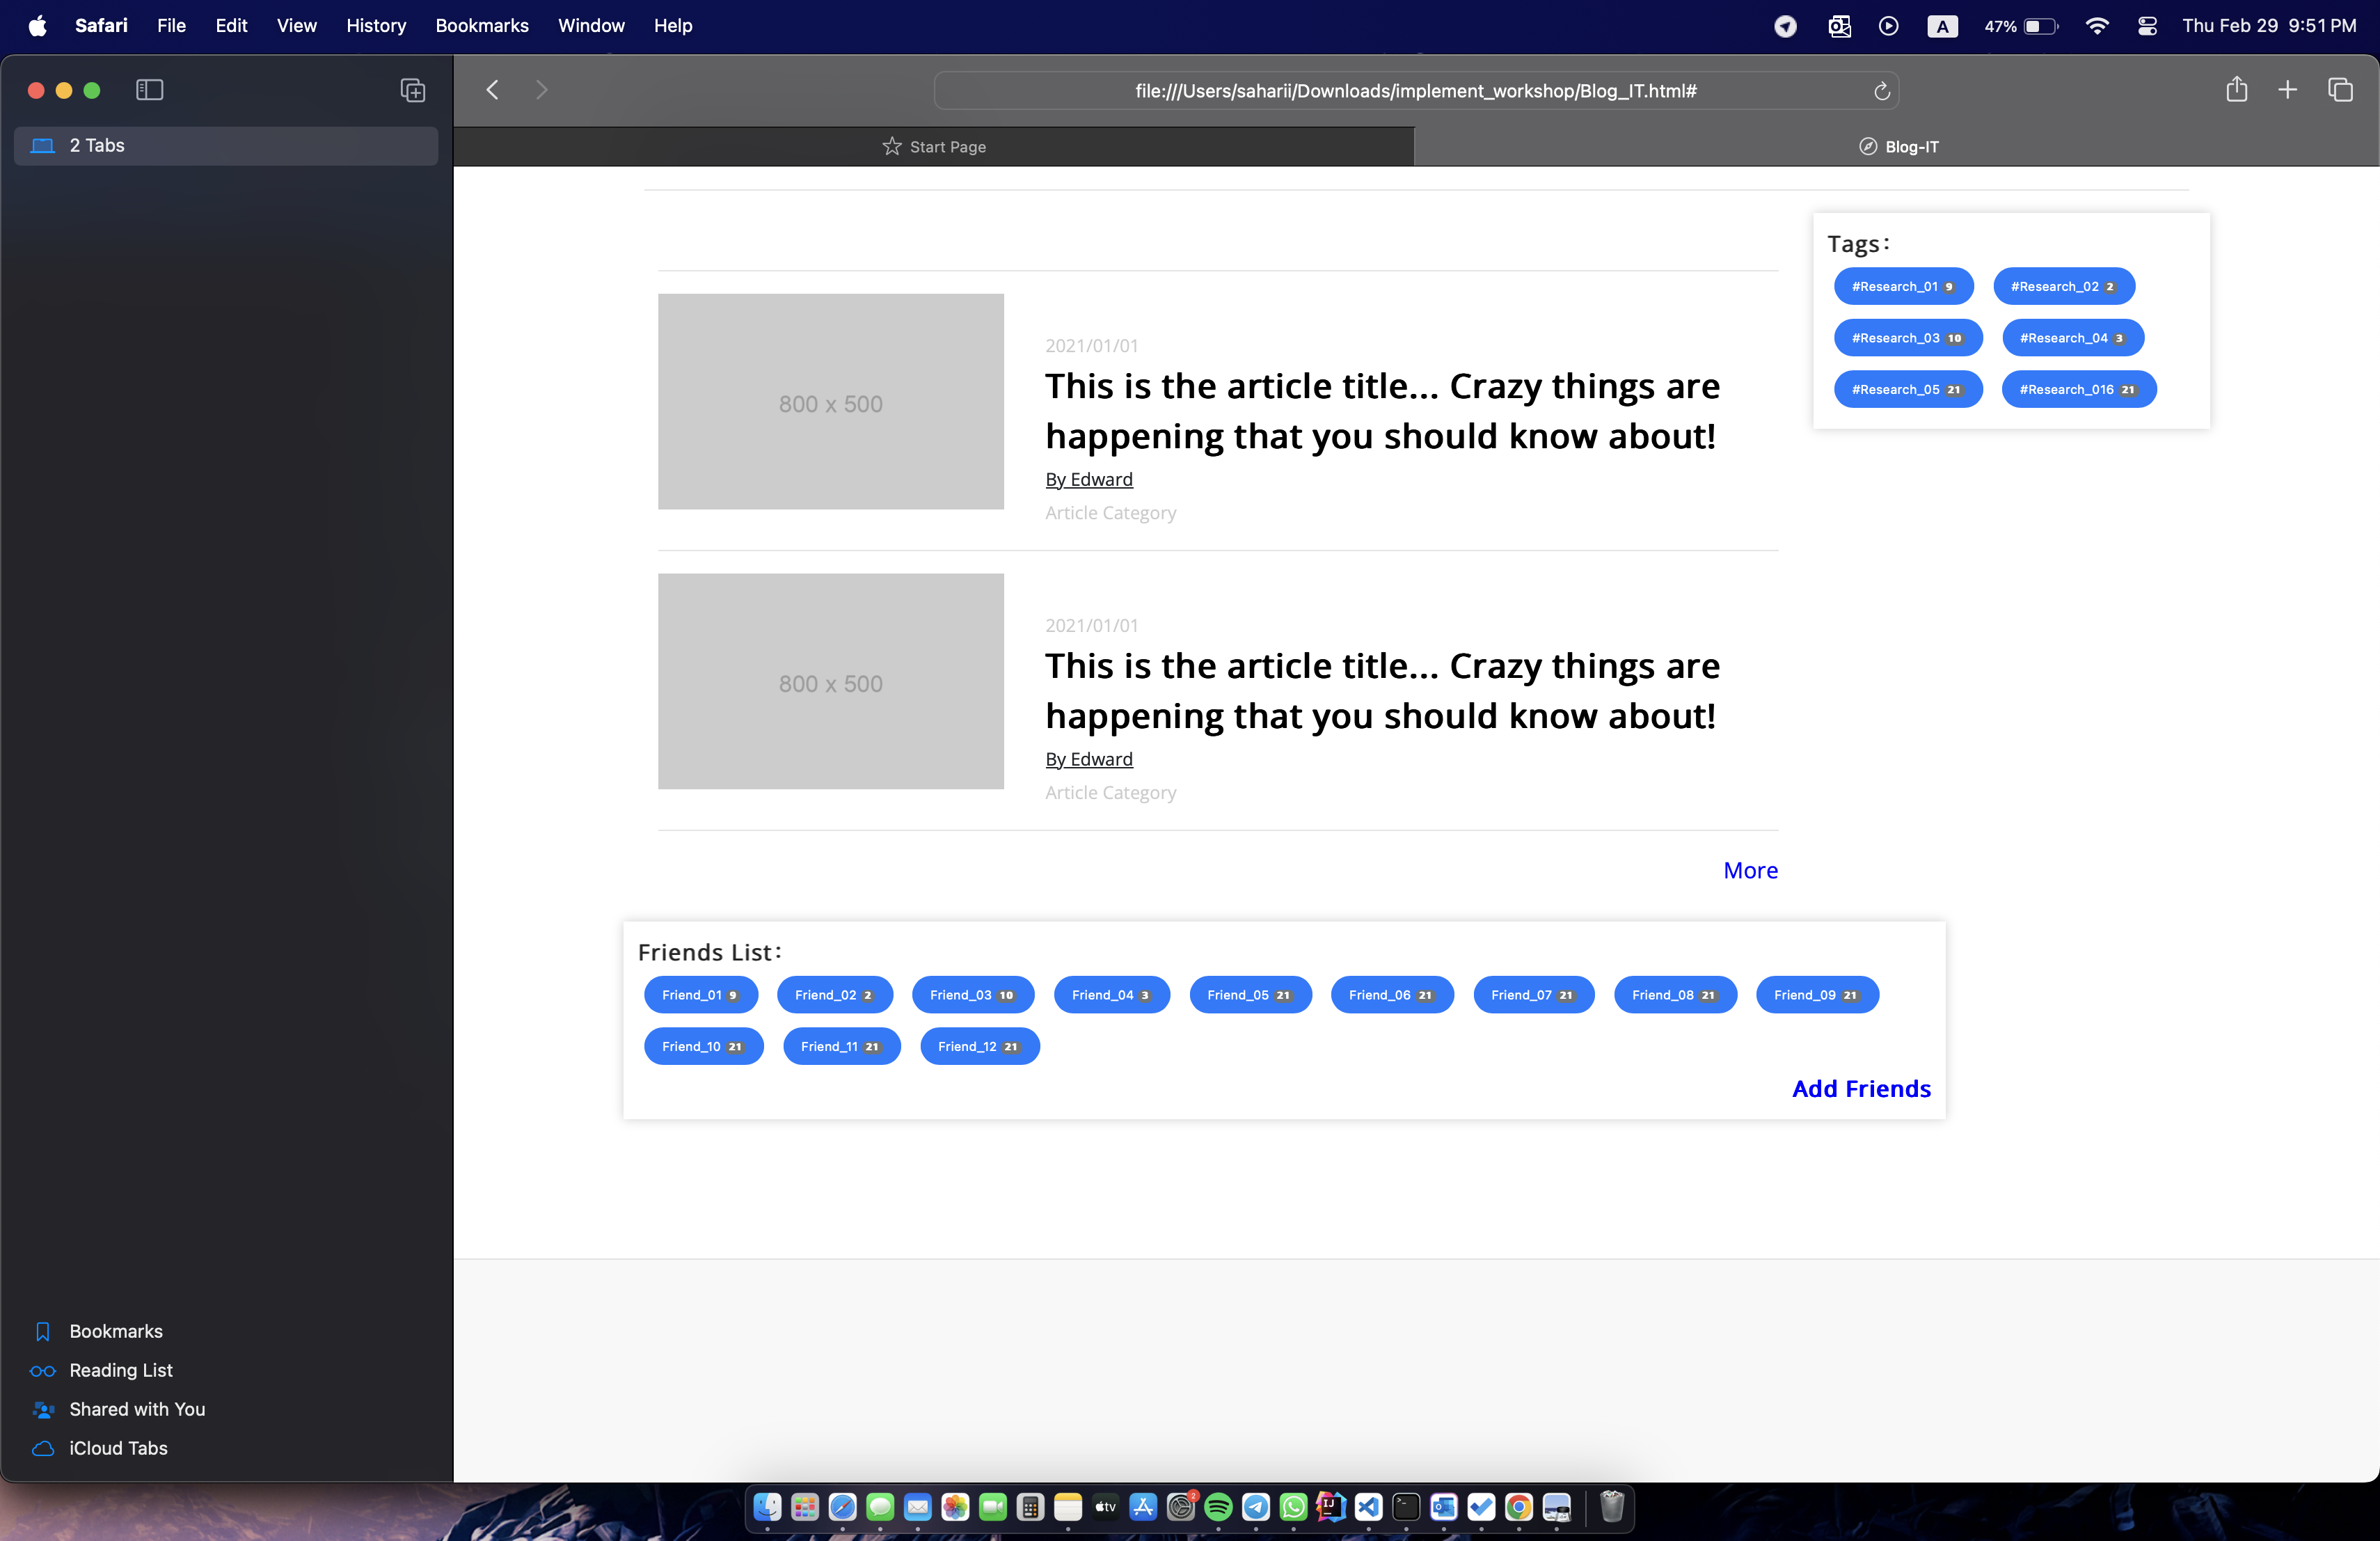 Safari File Edit View History Bookmarks Window Help A 47% Thu Feb 29 9:51 PM
file:///Users/saharii/Downloads/implement_workshop/Blog_IT.html#
2 Tabs
Start Page
Blog-IT
Tags:
#Research_01 9
#Research_02 2
#Research_03 10
#Research_04 3
#Research_05 21
#Research_016 21
800 x 500
2021/01/01
This is the article title... Crazy things are
happening that you should know about!
By Edward
Article Category
800 x 500
2021/01/01
This is the article title... Crazy things are
happening that you should know about!
By Edward
Article Category
More
Friends List:
Friend_01 9 Friend_02 2 Friend_03 10 Friend_04 3 Friend_05 21 Friend_06 21 Friend_07 21 Friend_08 21 Friend_09 21
Friend_10 21 Friend_11 21 Friend_12 21
Add Friends
Bookmarks
Reading List
Shared with You
iCloud Tabs
tv
2
IJ